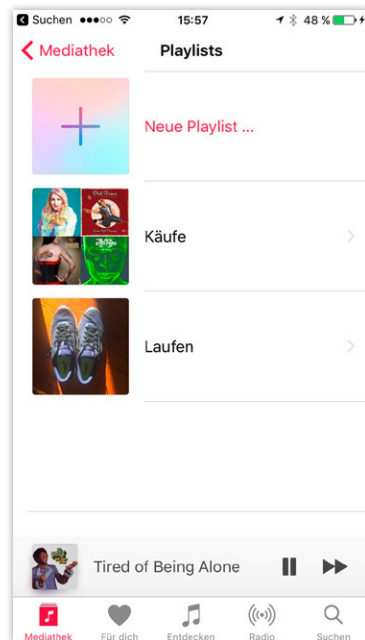 Suchen 15:57 48 %
Mediathek Playlists
Neue Playlist ...
Käufe
Laufen
Tired of Being Alone
Mediathek Für dich Entdecken Radio Suchen